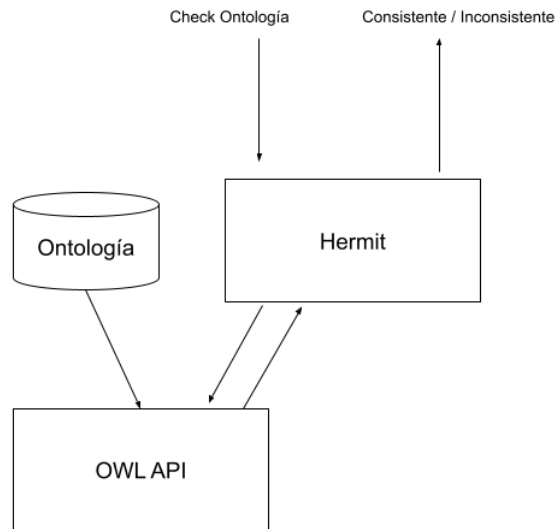 Check Ontología
Consistente / Inconsistente
Ontología
Hermit
OWL API